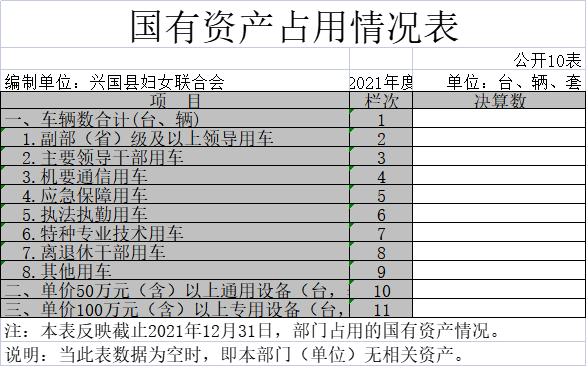 国有资产占用情况表
公开10表
编制单位：兴国县妇女联合会 2021年度 单位：台、辆、套
项 目 栏次 决算数
一、车辆数合计(台、辆) 1
1.副部（省）级及以上领导用车 2
2.主要领导干部用车 3
3.机要通信用车 4
4.应急保障用车 5
5.执法执勤用车 6
6.特种专业技术用车 7
7.离退休干部用车 8
8.其他用车 9
二、单价50万元（含）以上通用设备（台， 10
三、单价100万元（含）以上专用设备（台， 11
注：本表反映截止2021年12月31日，部门占用的国有资产情况。
说明：当此表数据为空时，即本部门（单位）无相关资产。